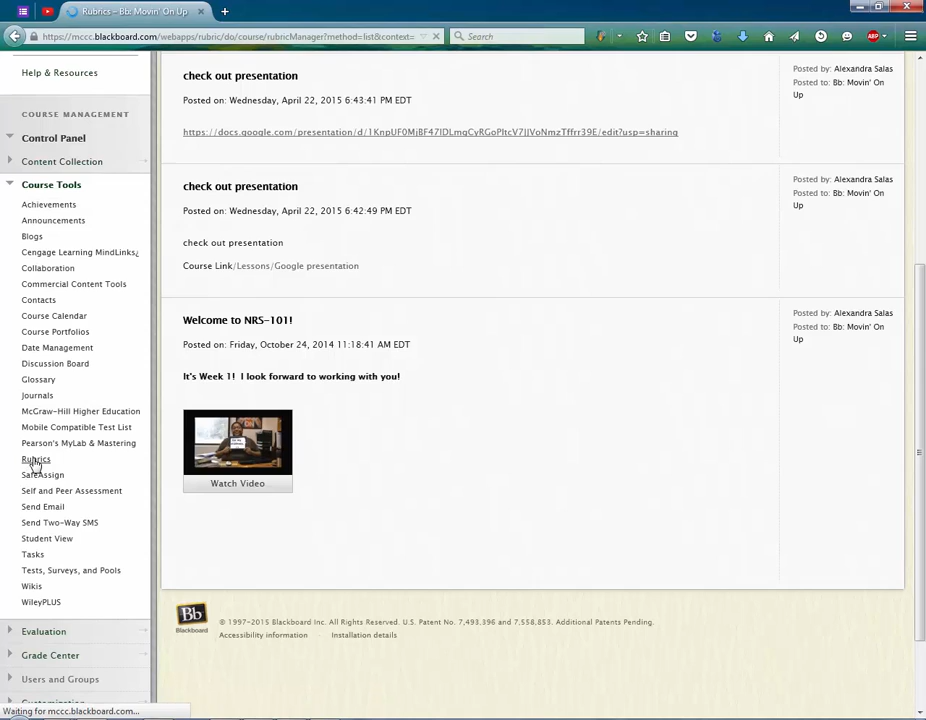 Rubrics – Bb: Movin' On Up
https://mccc.blackboard.com/webapps/rubric/do/course/rubricManager?method=list&context=
Search
ABP
Help & Resources
COURSE MANAGEMENT
Control Panel
Content Collection
Course Tools
Achievements
Announcements
Blogs
Cengage Learning MindLinks¿
Collaboration
Commercial Content Tools
Contacts
Course Calendar
Course Portfolios
Date Management
Discussion Board
Glossary
Journals
McGraw-Hill Higher Education
Mobile Compatible Test List
Pearson's MyLab & Mastering
Rubrics
SafeAssign
Self and Peer Assessment
Send Email
Send Two-Way SMS
Student View
Tasks
Tests, Surveys, and Pools
Wikis
WileyPLUS
Evaluation
Grade Center
Users and Groups
Customization
Waiting for mccc.blackboard.com...
check out presentation
Posted on: Wednesday, April 22, 2015 6:43:41 PM EDT
https://docs.google.com/presentation/d/1KnpUF0MjBF47lDLmqCyRGoPltcV7JJVoNmzTffrr39E/edit?usp=sharing
Posted by: Alexandra Salas
Posted to: Bb: Movin' On
Up
check out presentation
Posted on: Wednesday, April 22, 2015 6:42:49 PM EDT
check out presentation
Course Link/Lessons/Google presentation
Posted by: Alexandra Salas
Posted to: Bb: Movin' On
Up
Welcome to NRS-101!
Posted on: Friday, October 24, 2014 11:18:41 AM EDT
It's Week 1! I look forward to working with you!
Watch Video
Posted by: Alexandra Salas
Posted to: Bb: Movin' On
Up
Bb
Blackboard
© 1997-2015 Blackboard Inc. All Rights Reserved. U.S. Patent No. 7,493,396 and 7,558,853. Additional Patents Pending.
Accessibility information · Installation details